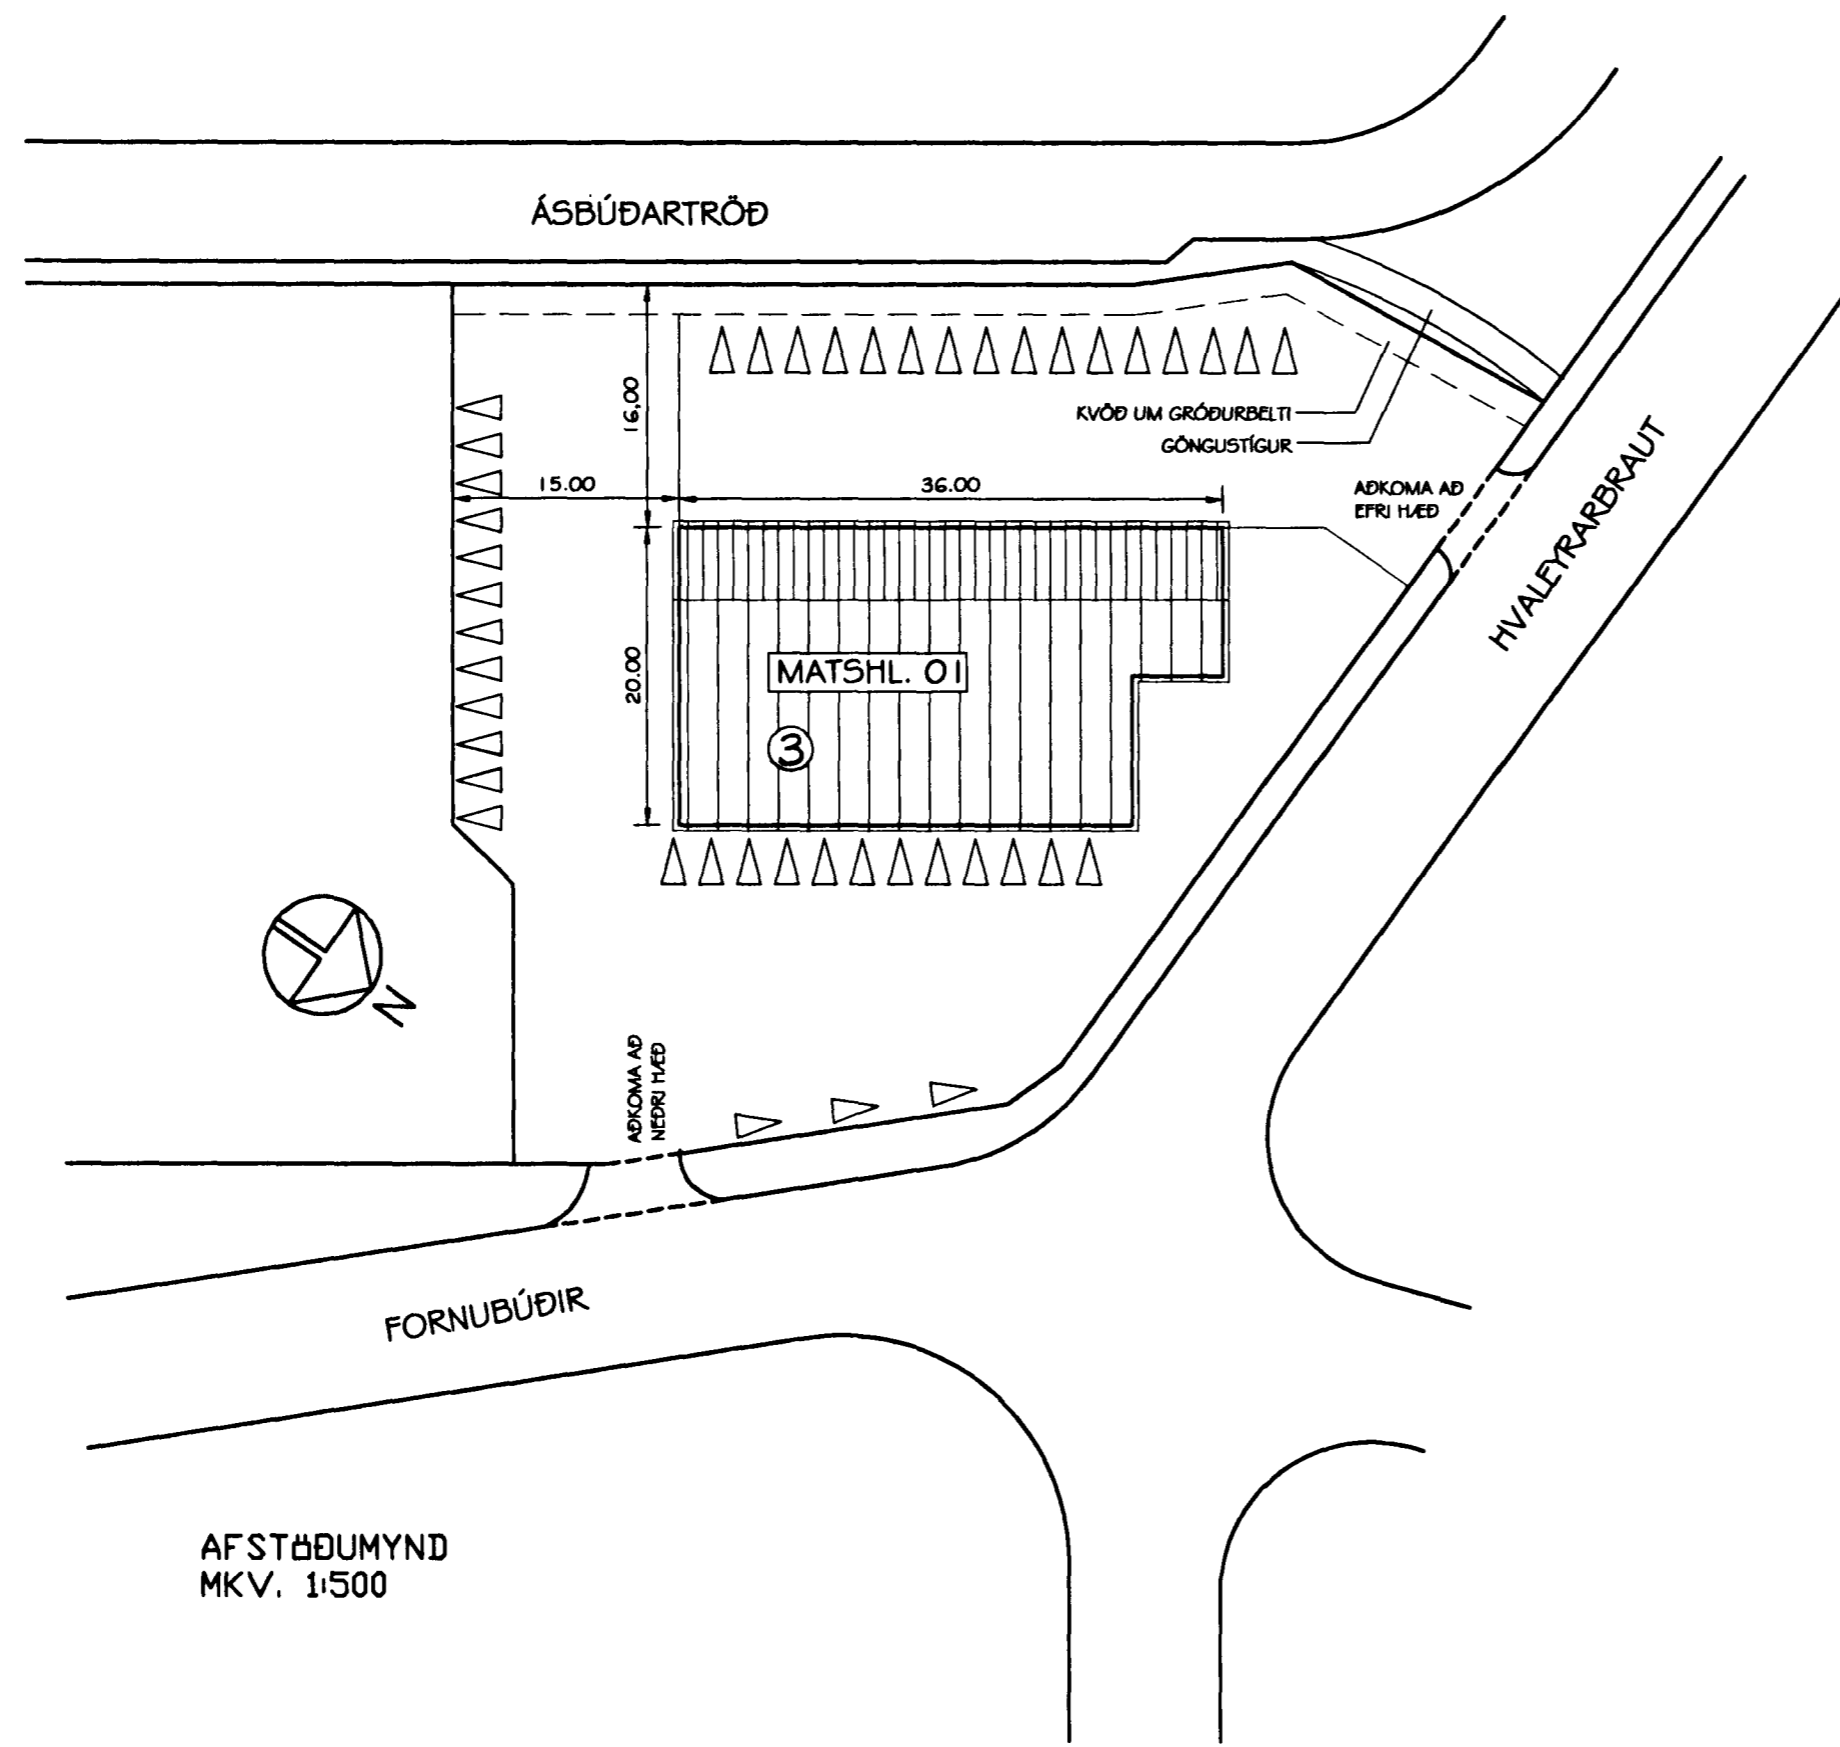 ÁSBÚÐARTRÖÐ
16,00
KVÖÐ UM GRÓÐURBELTI
GÖNGUSTÍGUR
15.00
36.00
AÐKOMA AÐ
EFRI HÆÐ
HVALEYRARBRAUT
20.00
MATSHL. 01
3
N
AÐKOMA AÐ
NEÐRI HÆÐ
FORNUBÚÐIR
AFSTÖÐUMYND
MKV. 1:500